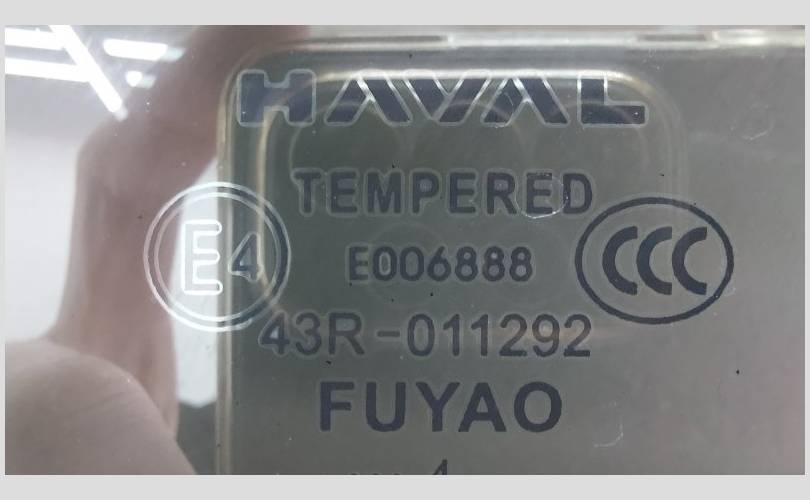 HAVAL
TEMPERED
E4 E006888 CCC
43R-011292
FUYAO